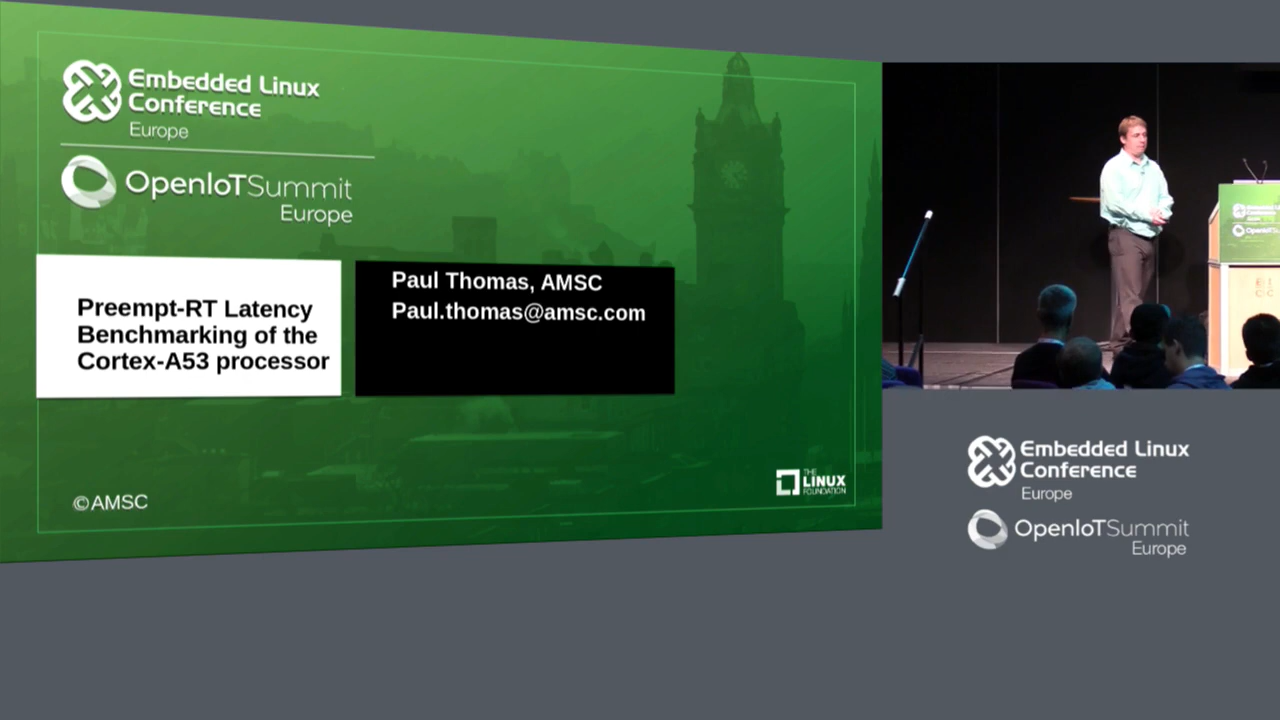 Embedded Linux
Conference
Europe
OpenIoTSummit
Europe
Preempt-RT Latency
Benchmarking of the
Cortex-A53 processor
Paul Thomas, AMSC
Paul.thomas@amsc.com
©AMSC
THE
LINUX
FOUNDATION
Embedded Linux
Conference
Europe
OpenIoTSummit
Europe